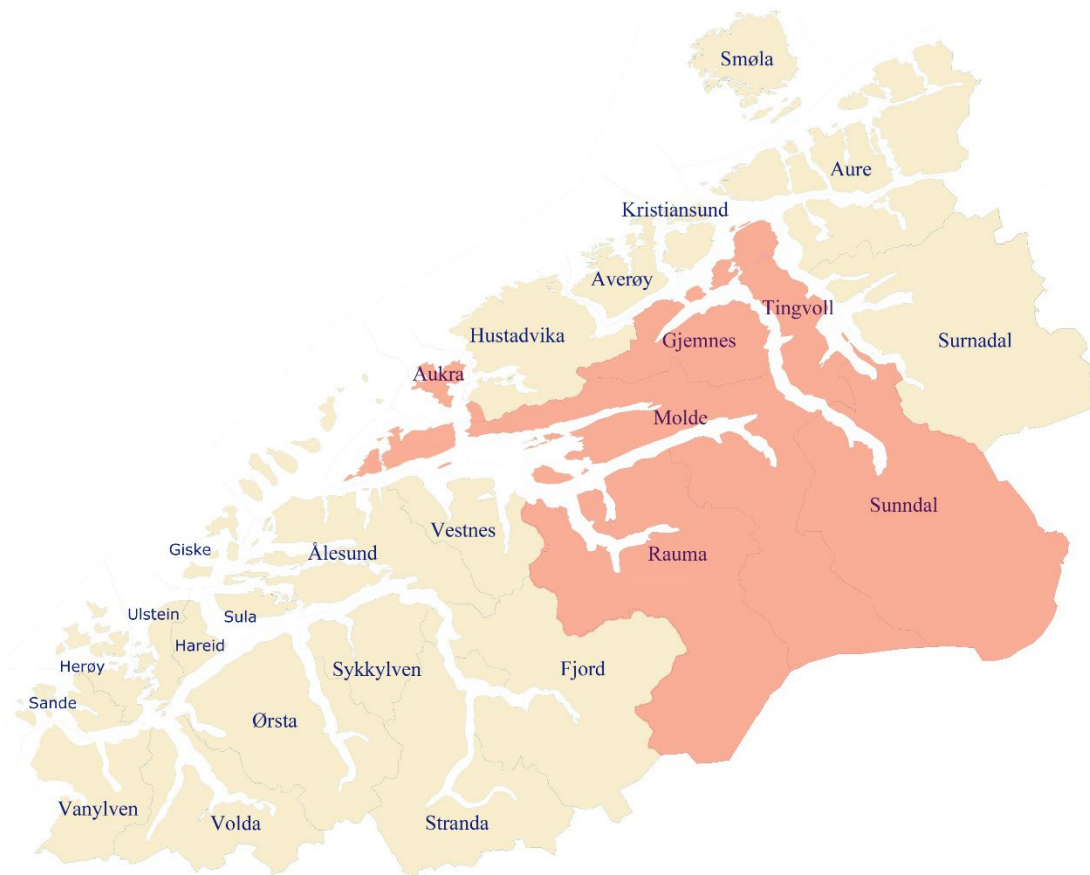 Smøla
Aure
Kristiansund
Averøy
Tingvoll
Hustadvika
Gjemnes
Surnadal
Aukra
Molde
Sunndal
Vestnes
Giske
Ålesund
Rauma
Ulstein
Sula
Hareid
Herøy
Sykkylven
Fjord
Sande
Ørsta
Vanylven
Volda
Stranda